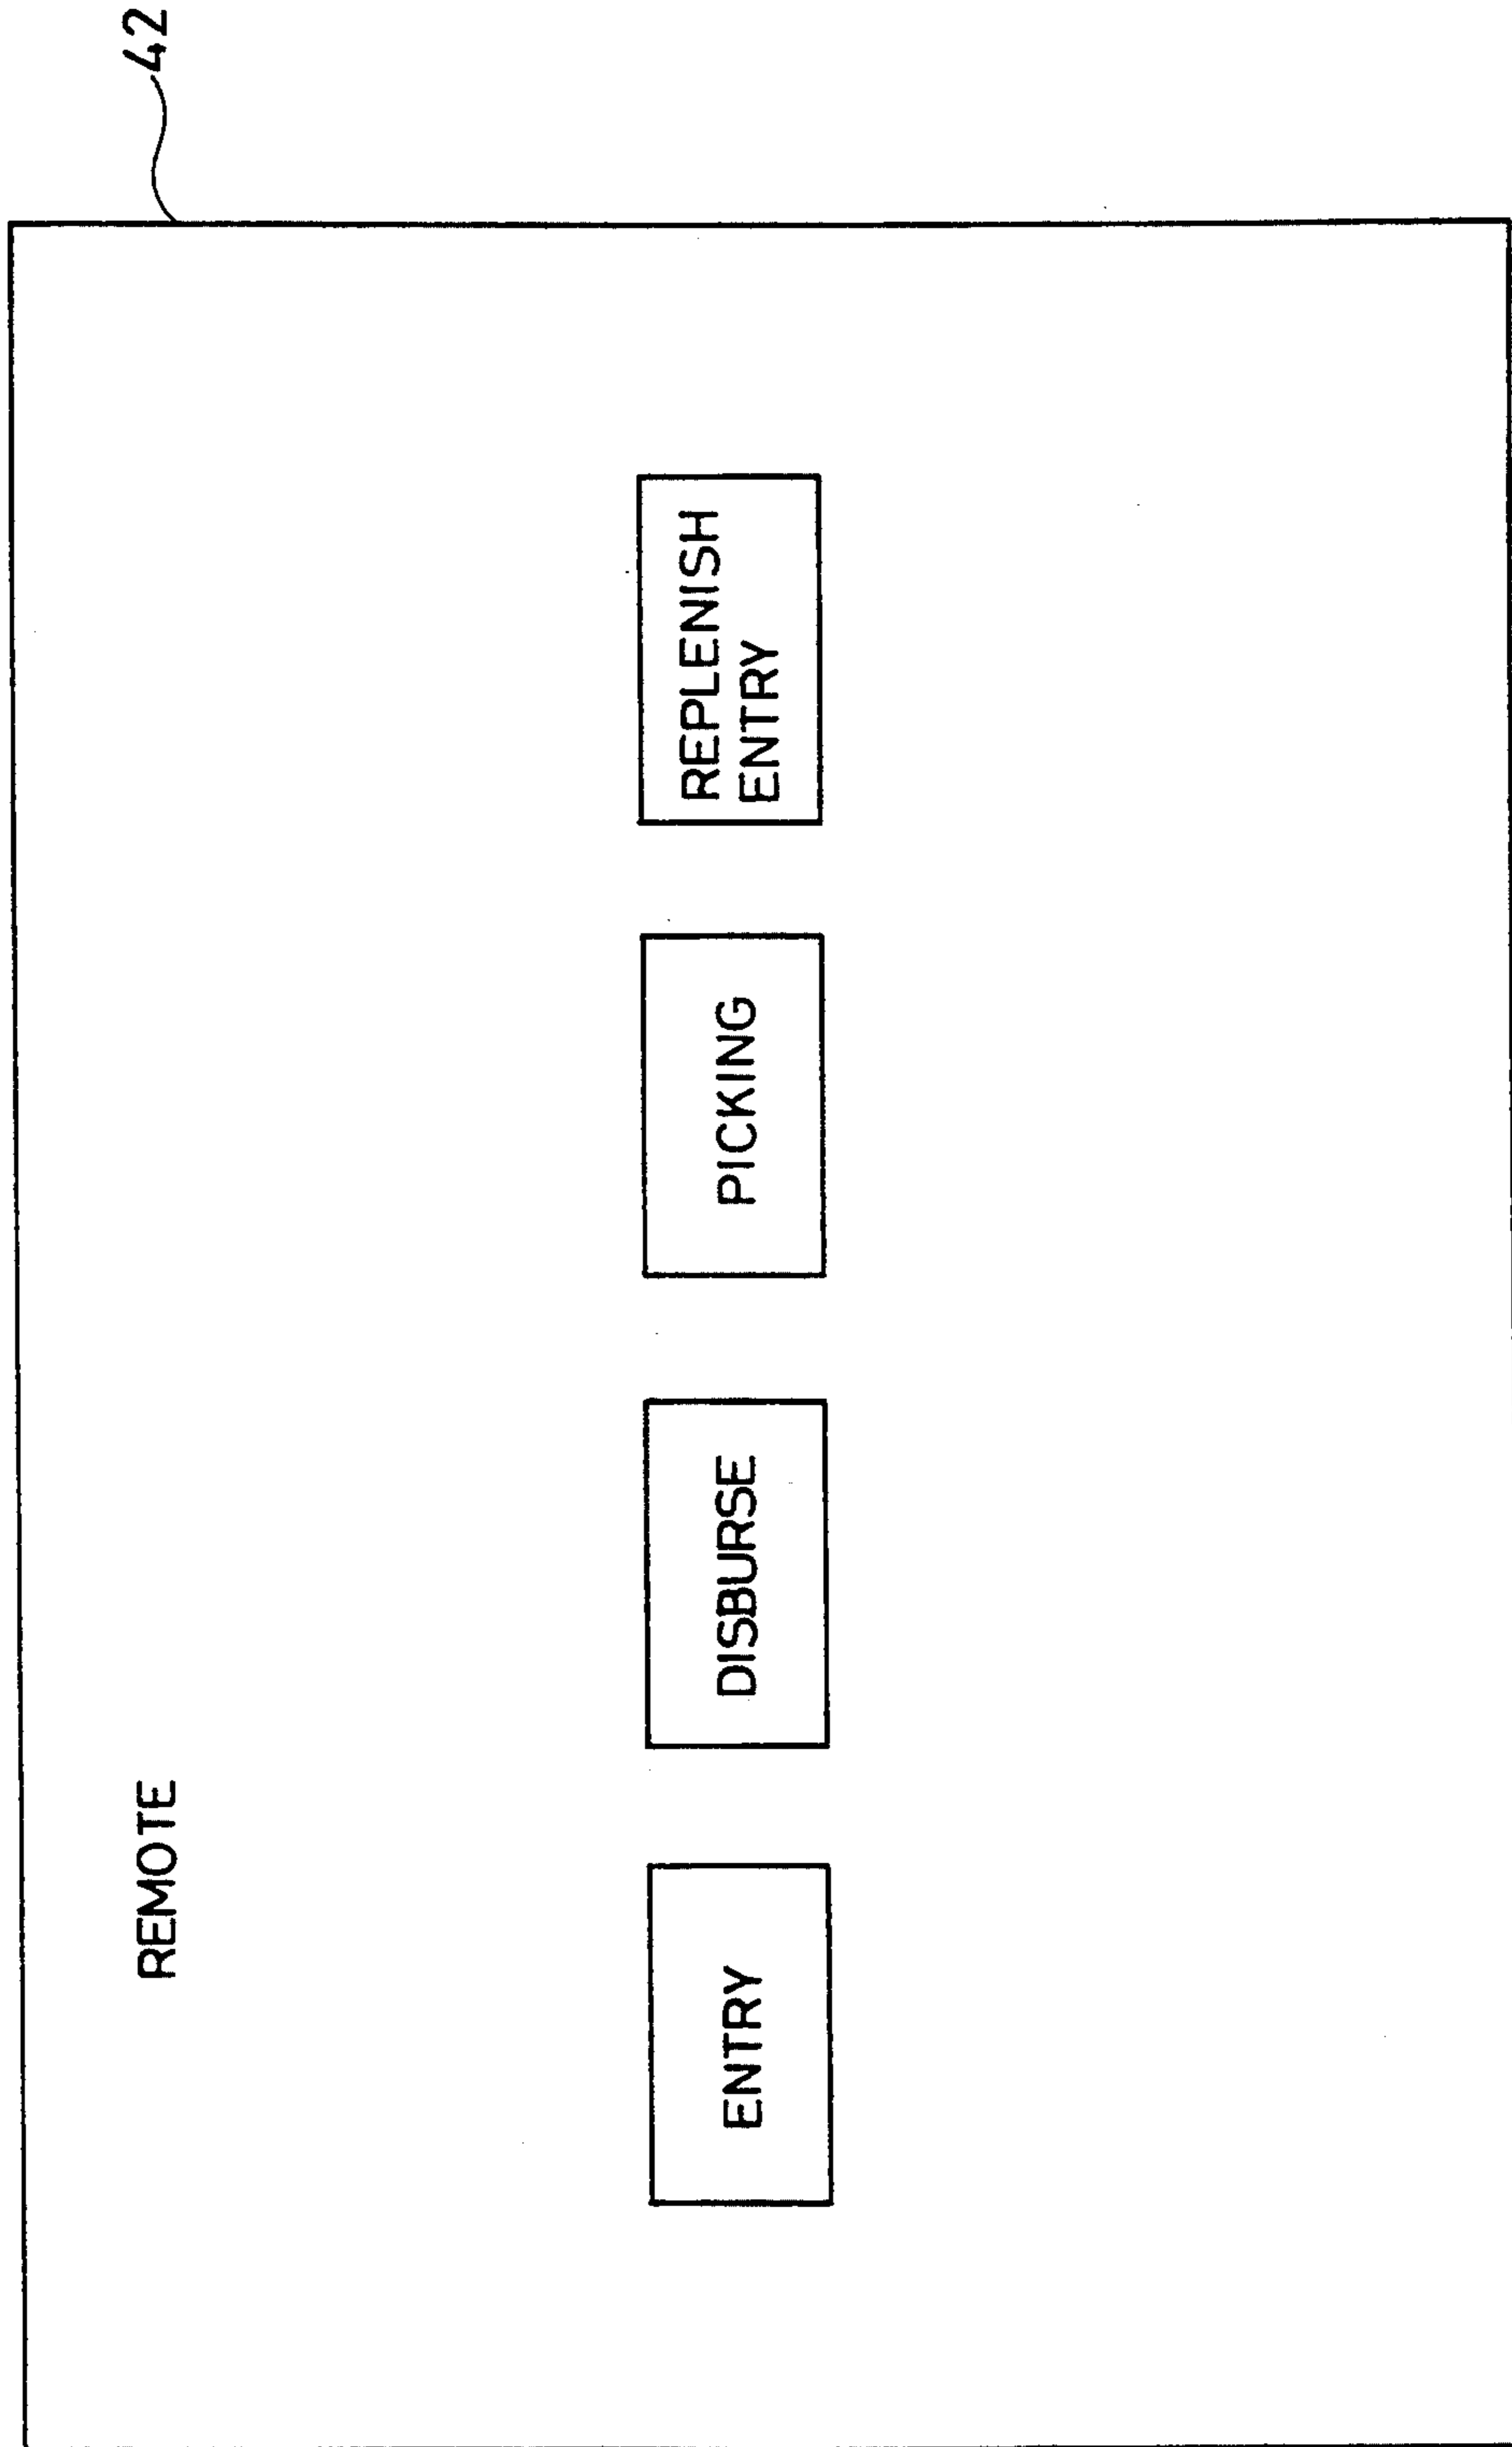 42
REMOTE
ENTRY
DISBURSE
PICKING
REPLENISH
ENTRY